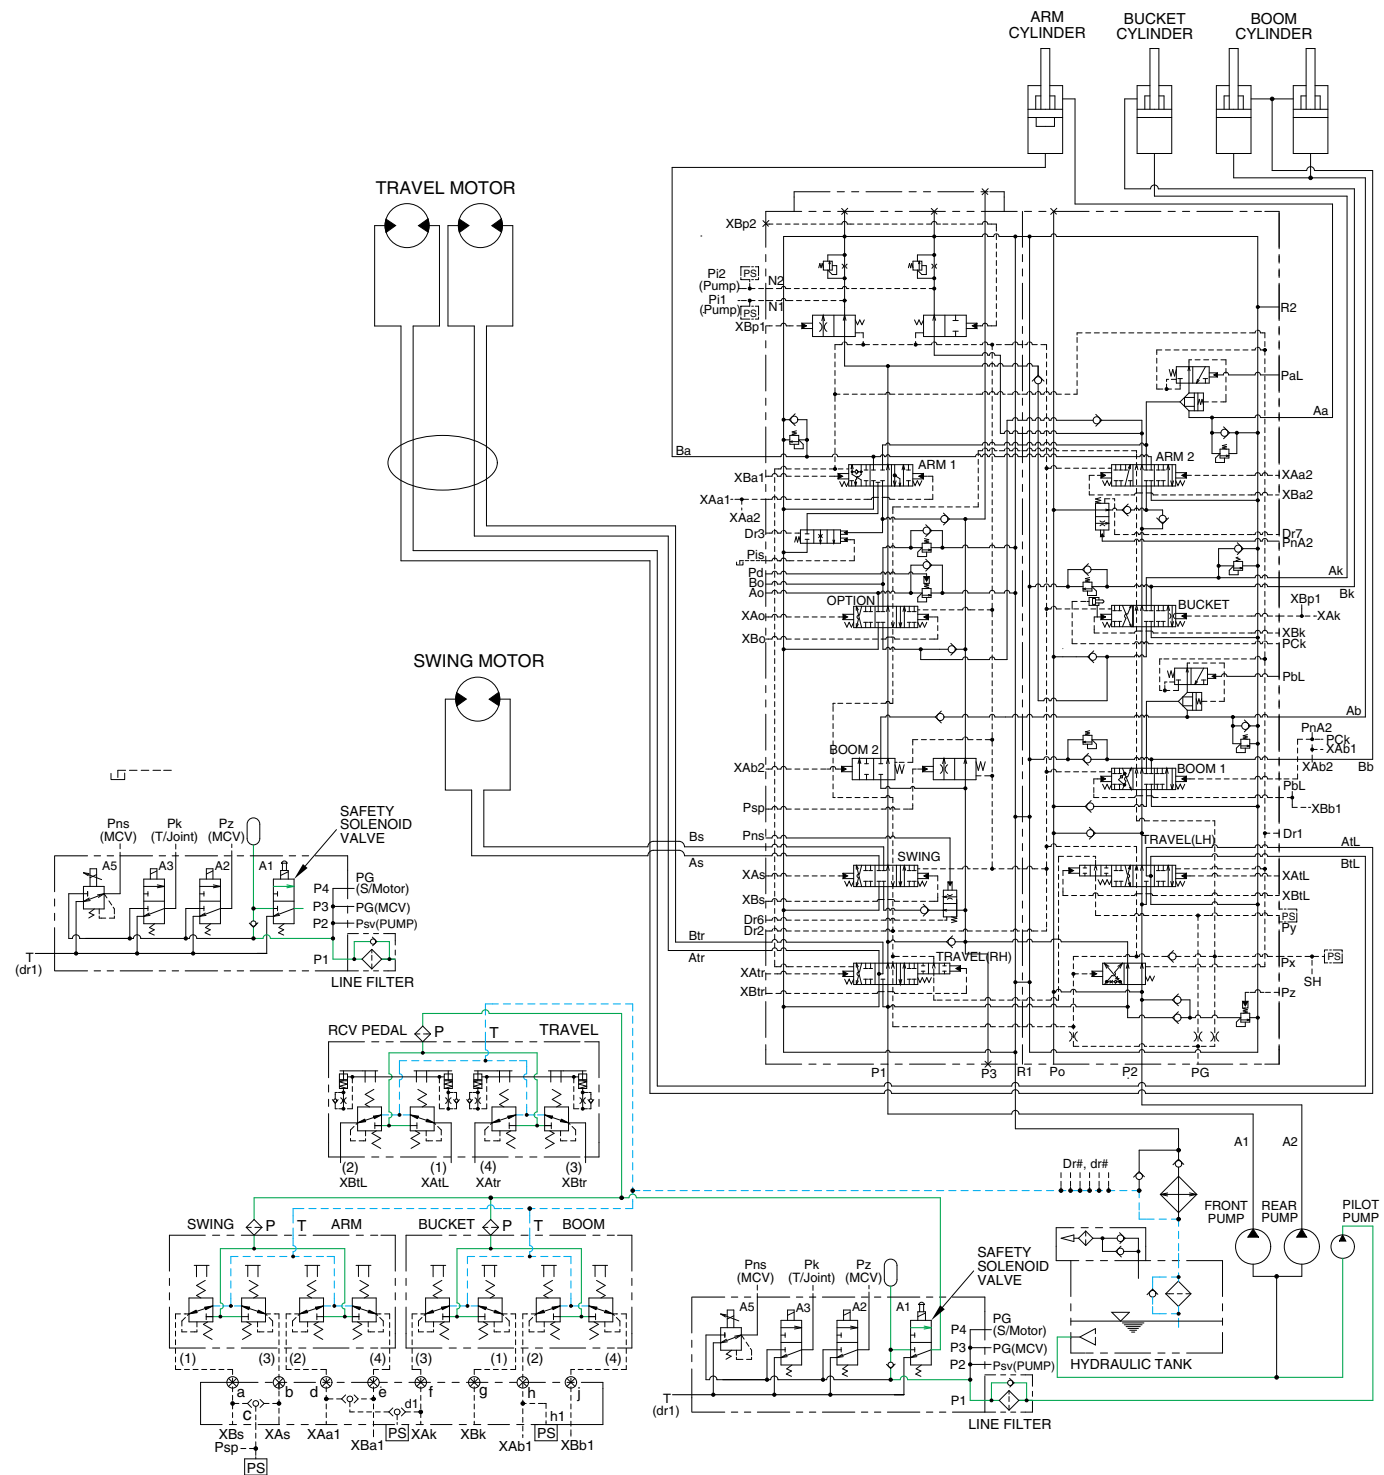 ARM
CYLINDER
BUCKET
CYLINDER
BOOM
CYLINDER
TRAVEL MOTOR
XBp2
Pi2
(Pump)
PS
N2
Pi1
(Pump)
PS
N1
XBp1
R2
PaL
Aa
Ba
ARM 1
ARM 2
XBa1
XAa2
XAa1
XBa2
XAa2
Dr3
Dr7
PnA2
Pis
Pd
Bo
Ao
Ak
Bk
OPTION
BUCKET
XBp1
XAk
XAo
XBo
XBk
PCk
SWING MOTOR
PbL
Ab
PnA2
PCk
XAb1
BOOM 2
BOOM 1
XAb2
XAb2
Bb
PbL
Psp
XBb1
Pns
Bs
Dr1
AtL
TRAVEL(LH)
As
SWING
BtL
XAs
XAtL
XBs
XBtL
PS
Dr6
Dr2
Py
Btr
Atr
TRAVEL(RH)
Px
PS
XAtr
SH
XBtr
Pz
P1
P3
R1
Po
P2
PG
SAFETY
SOLENOID
VALVE
Pns
(MCV)
Pk
(T/Joint)
Pz
(MCV)
A5
A3
A2
A1
PG
(S/Motor)
P4
P3
PG(MCV)
P2
Psv(PUMP)
T
(dr1)
P1
LINE FILTER
RCV PEDAL
P
T
TRAVEL
(2)
(1)
(4)
(3)
XBtL
XAtL
XAtr
XBtr
A1
A2
Dr#, dr#
SWING
P
T
ARM
BUCKET
P
T
BOOM
FRONT
PUMP
REAR
PUMP
PILOT
PUMP
HYDRAULIC TANK
(1)
(3)
(2)
(4)
(3)
(1)
(2)
(4)
a
b
d
e
f
g
h
j
c
d1
h1
XBs
XAs
XAa1
XBa1
PS
XAk
XBk
XAb1
PS
XBb1
Psp
PS
SAFETY
SOLENOID
VALVE
Pns
(MCV)
Pk
(T/Joint)
Pz
(MCV)
A5
A3
A2
A1
PG
(S/Motor)
P4
P3
PG(MCV)
P2
Psv(PUMP)
T
(dr1)
P1
LINE FILTER